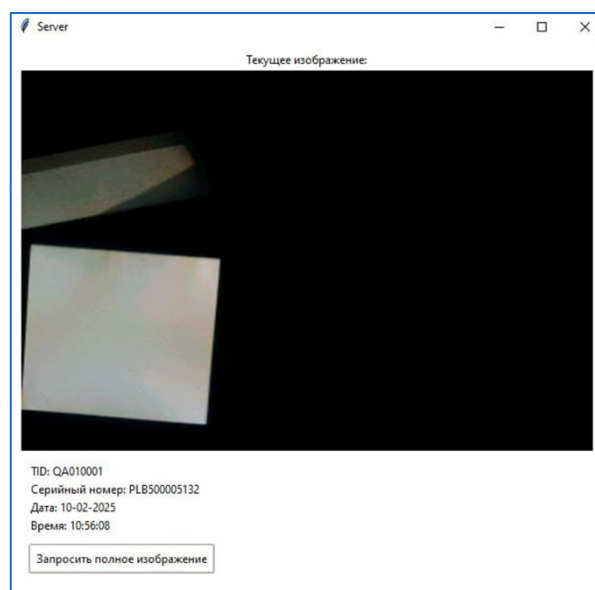 Server
Текущее изображение:
TID: QA010001
Серийный номер: PLB500005132
Дата: 10-02-2025
Время: 10:56:08
Запросить полное изображение